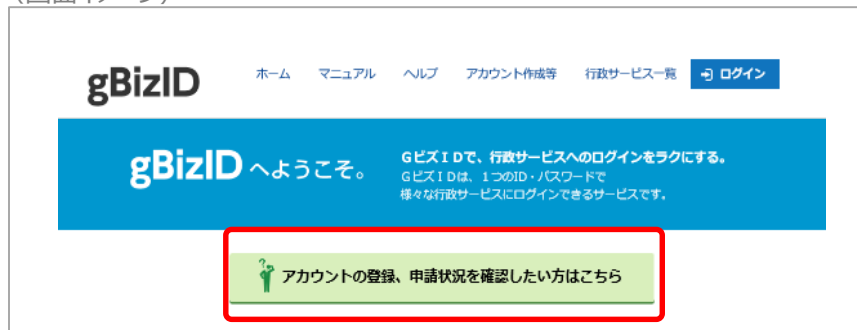 （画面イメージ）
gBizID ホーム マニュアル ヘルプ アカウント作成等 行政サービス一覧 ログイン
gBizID へようこそ。
GビズIDで、行政サービスへのログインをラクにする。
GビズIDは、1つのID・パスワードで
様々な行政サービスにログインできるサービスです。
アカウントの登録、申請状況を確認したい方はこちら